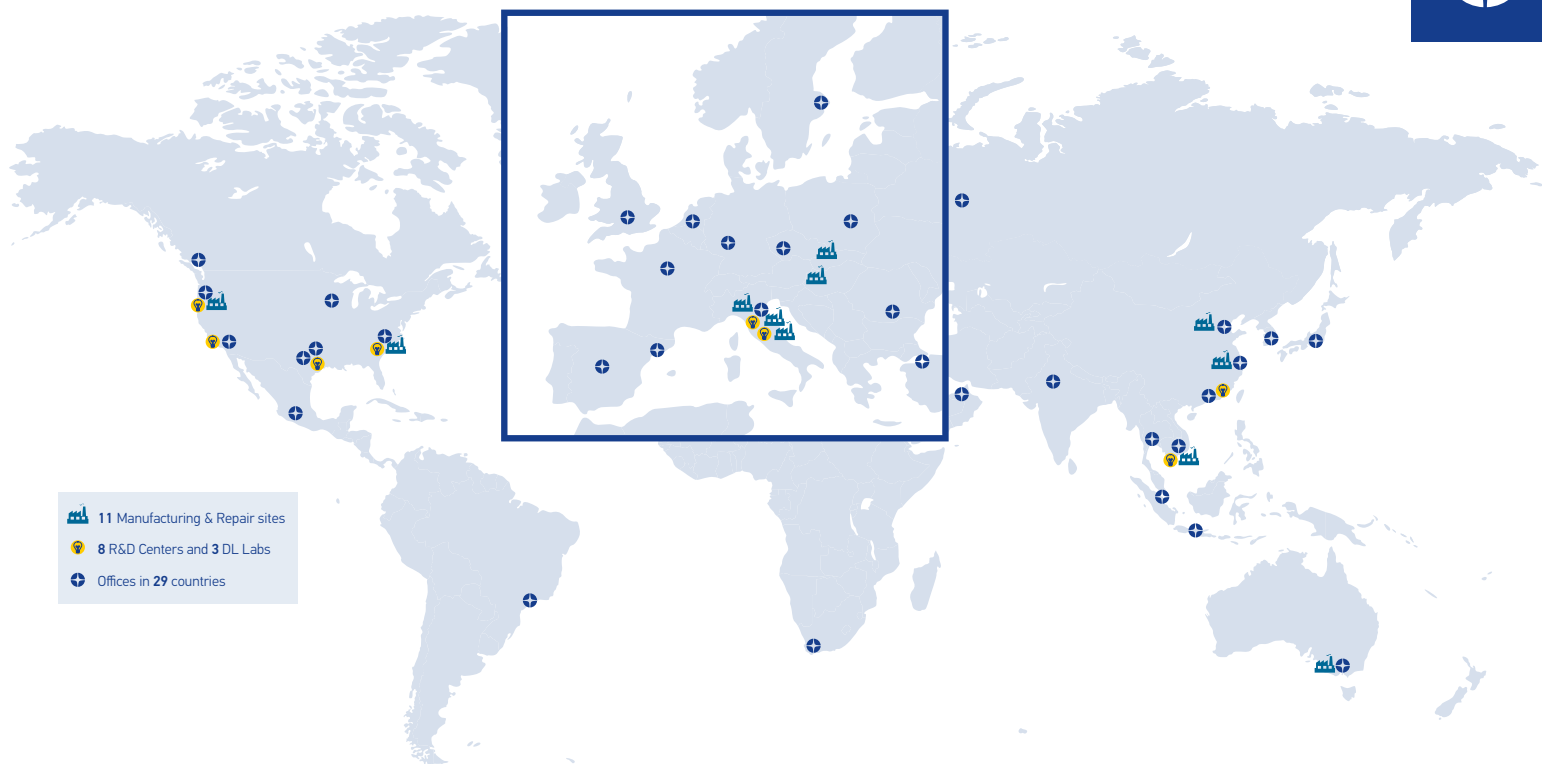 11 Manufacturing & Repair sites
8 R&D Centers and 3 DL Labs
Offices in 29 countries